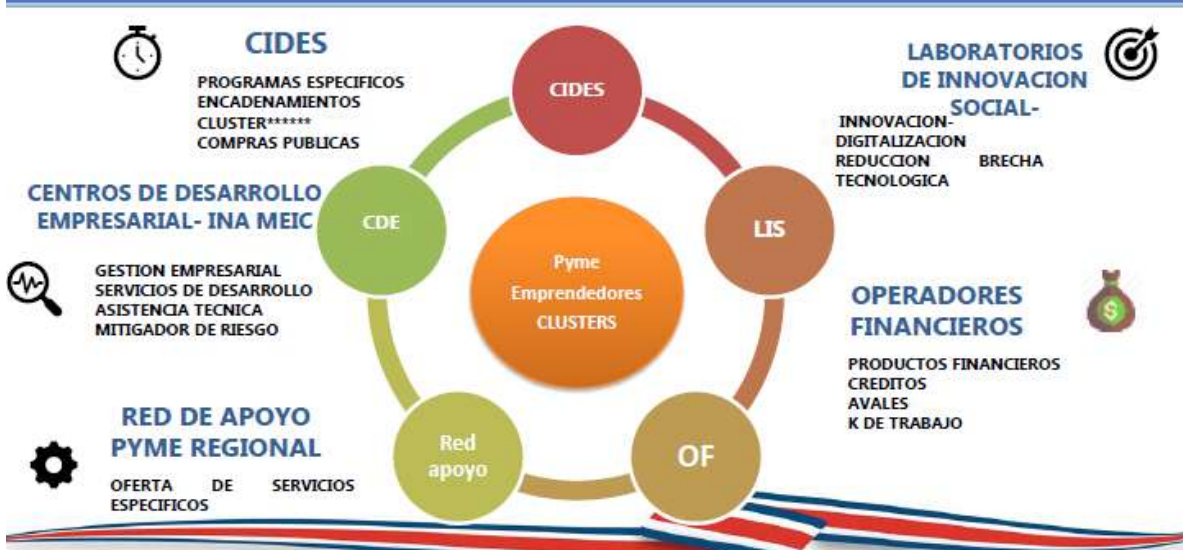 CIDES
PROGRAMAS ESPECIFICOS
ENCADENAMIENTOS
CLUSTER******
COMPRAS PUBLICAS
CENTROS DE DESARROLLO
EMPRESARIAL- INA MEIC
GESTION EMPRESARIAL
SERVICIOS DE DESARROLLO
ASISTENCIA TECNICA
MITIGADOR DE RIESGO
RED DE APOYO
PYME REGIONAL
OFERTA DE SERVICIOS
ESPECIFICOS
CIDES
CDE
LIS
Pyme
Emprendedores
CLUSTERS
Red
apoyo
OF
LABORATORIOS
DE INNOVACION
SOCIAL-
INNOVACION-
DIGITALIZACION
REDUCCION BRECHA
TECNOLOGICA
OPERADORES
FINANCIEROS
$
PRODUCTOS FINANCIEROS
CREDITOS
AVALES
K DE TRABAJO